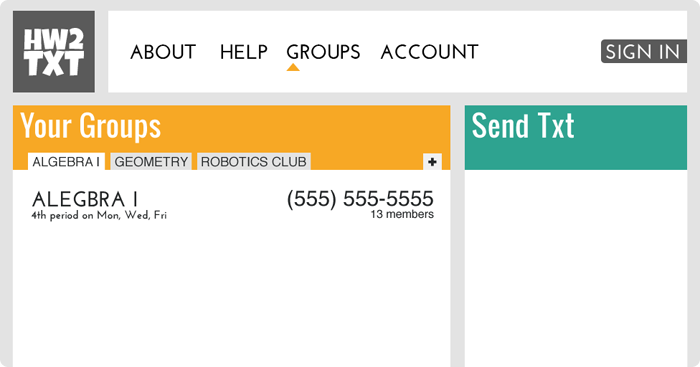 HW2
TXT
ABOUT HELP GROUPS ACCOUNT SIGN IN
Your Groups
Send Txt
ALGEBRA I GEOMETRY ROBOTICS CLUB +
ALEGBRA I (555) 555-5555
4th period on Mon, Wed, Fri 13 members